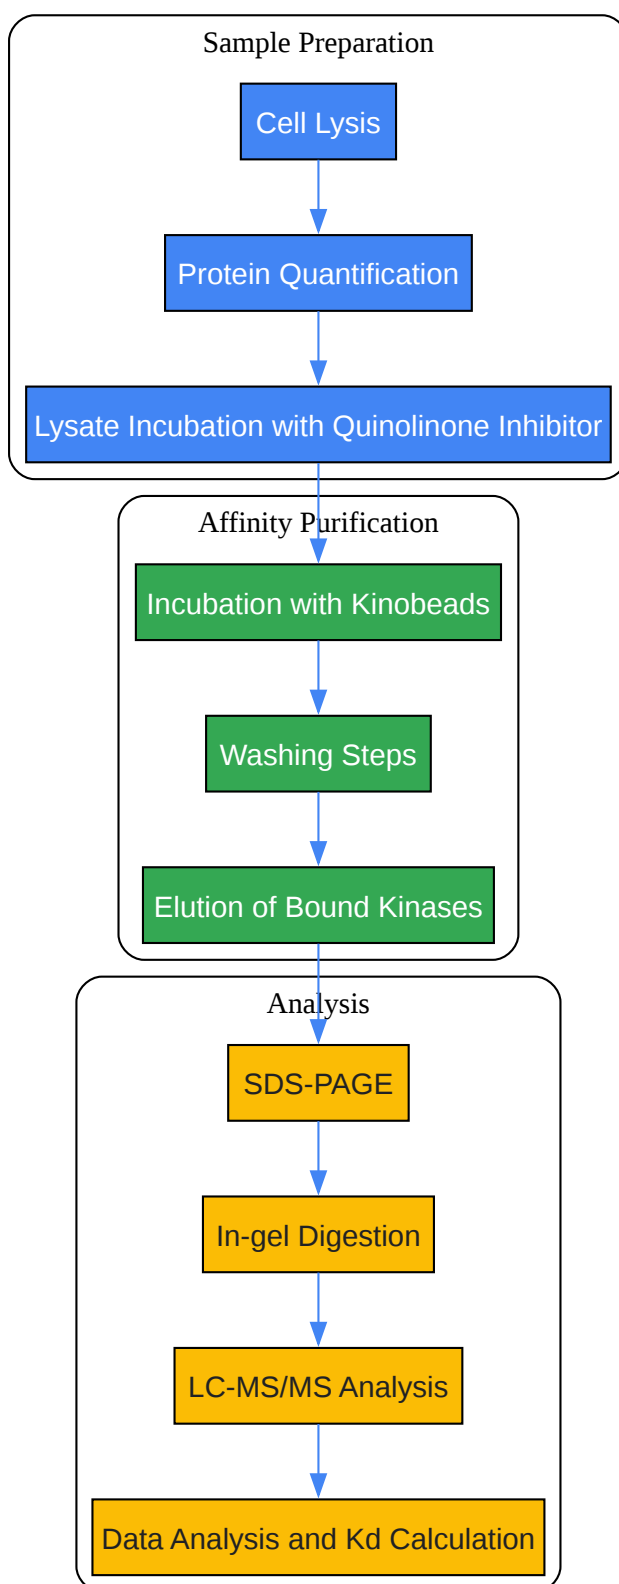 Sample Preparation
Cell Lysis
Protein Quantification
Lysate Incubation with Quinolinone Inhibitor
Affinity Purification
Incubation with Kinobeads
Washing Steps
Elution of Bound Kinases
Analysis
SDS-PAGE
In-gel Digestion
LC-MS/MS Analysis
Data Analysis and Kd Calculation